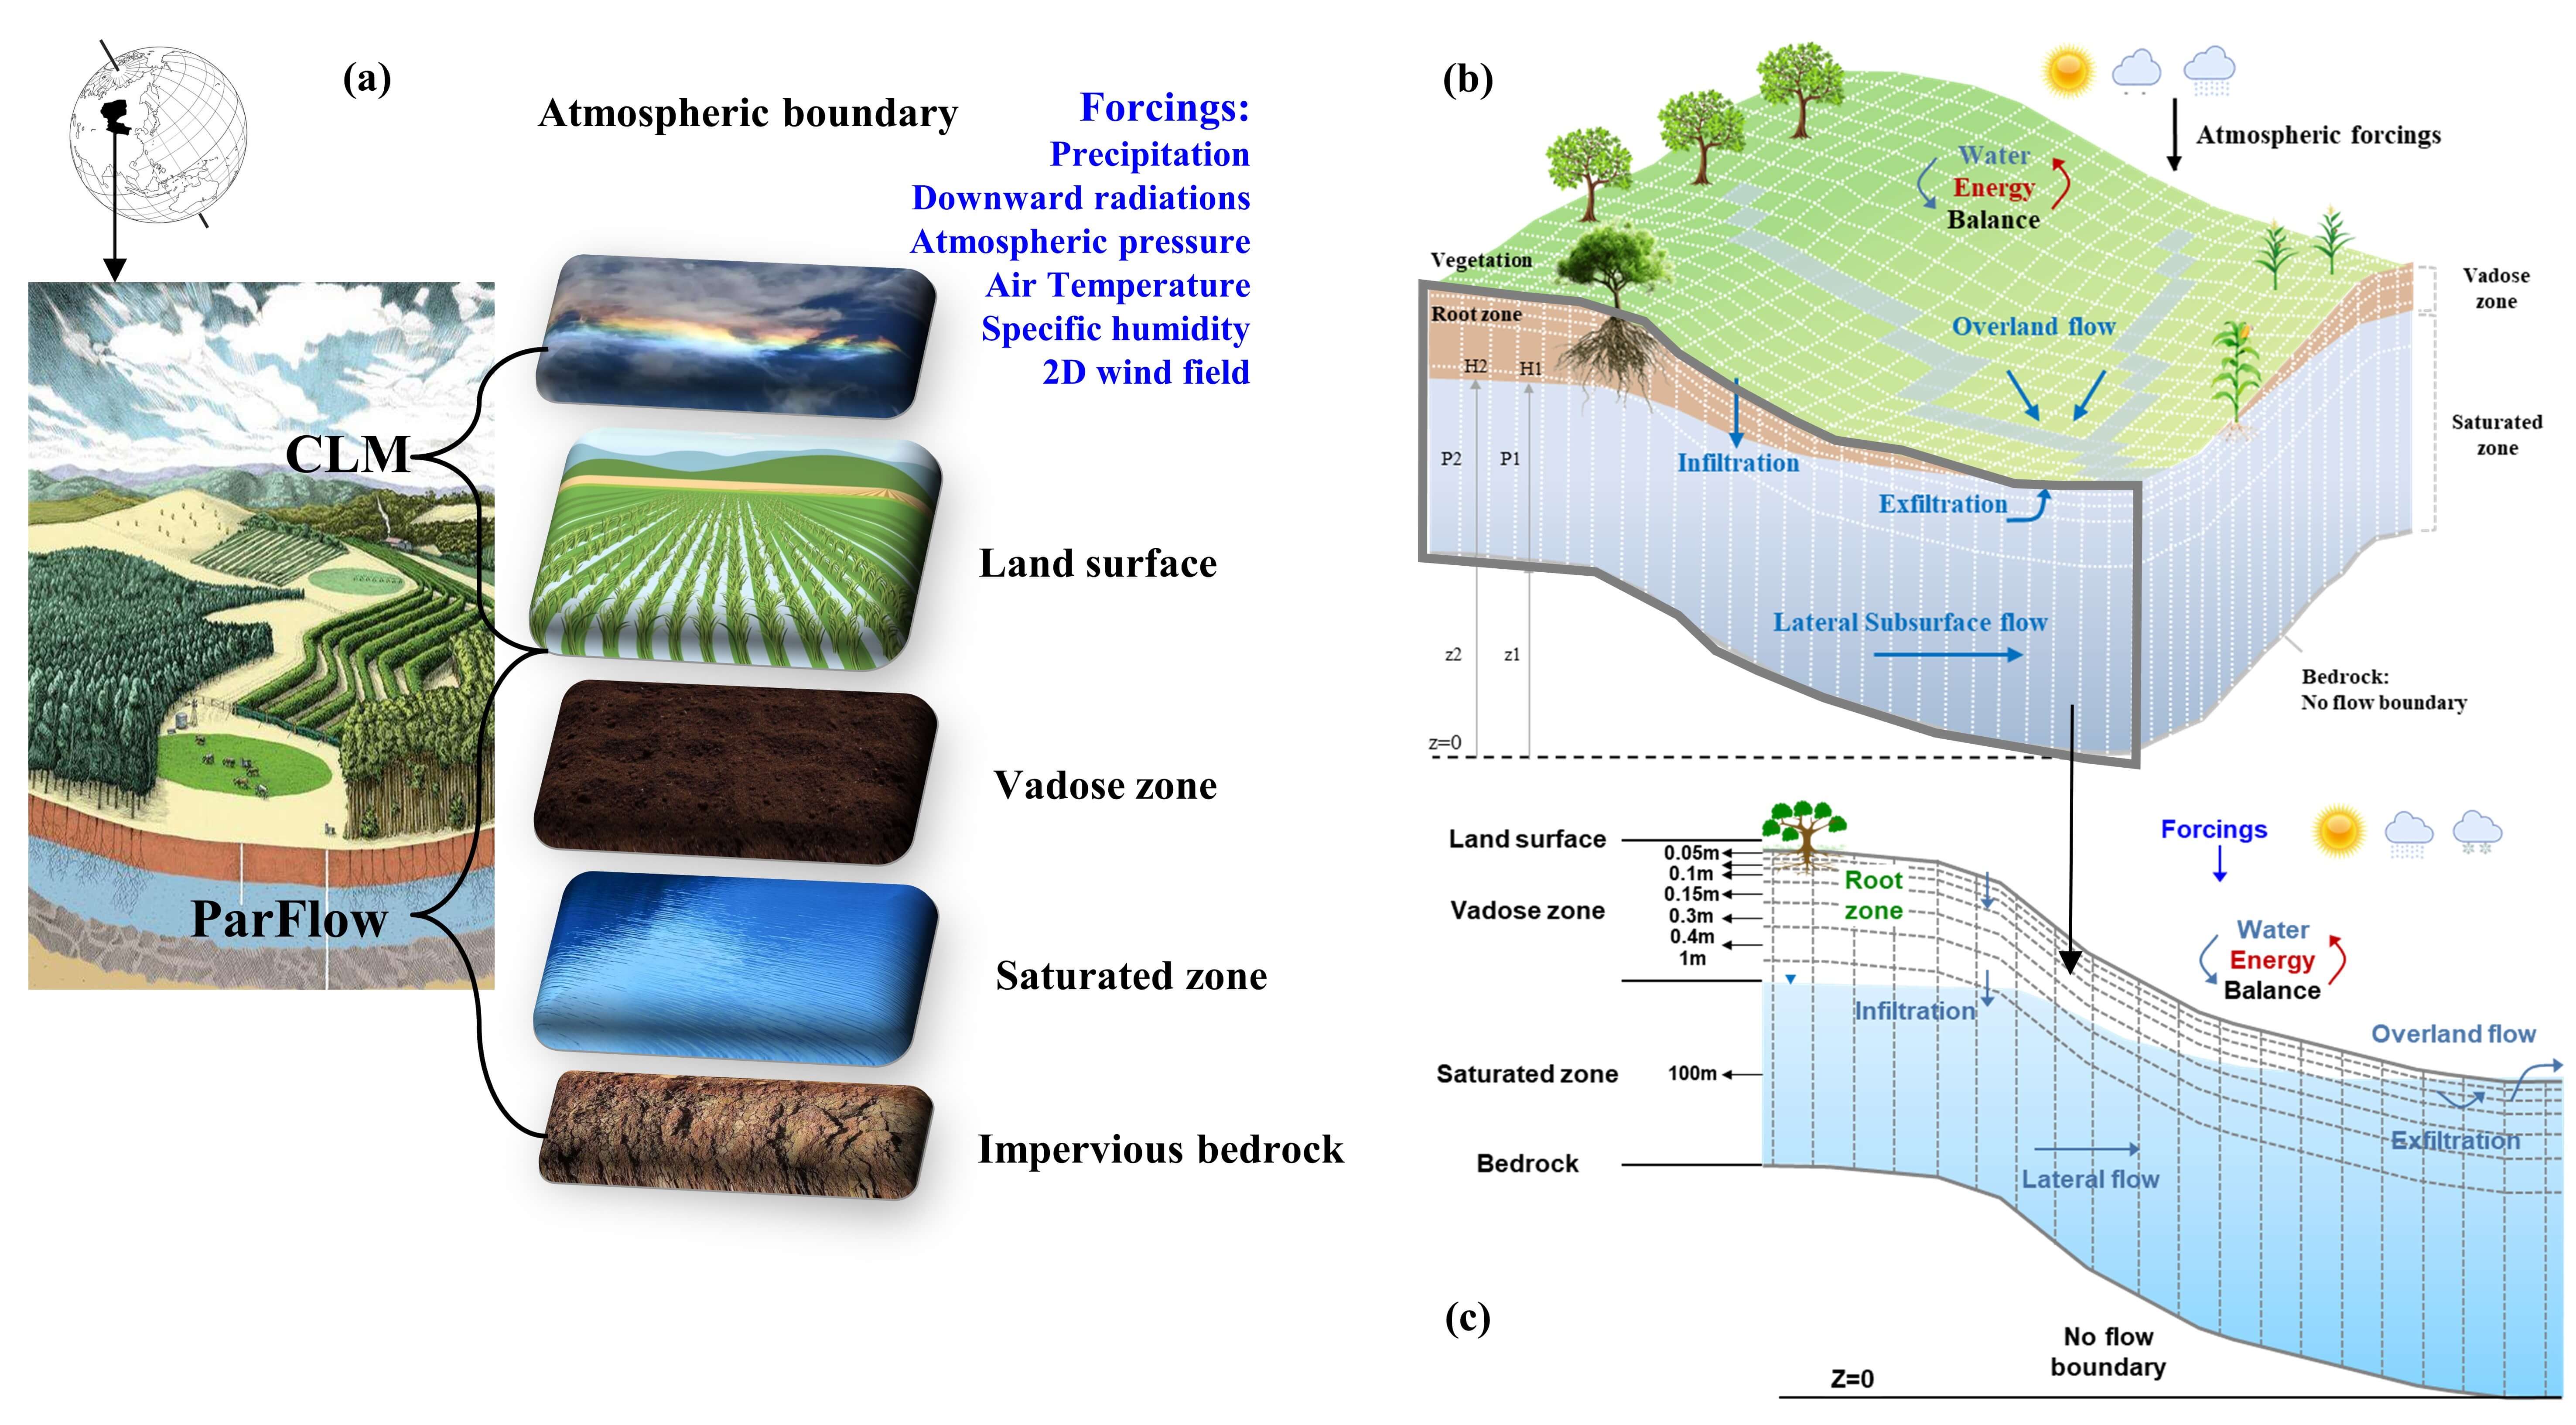 (a)
Atmospheric boundary
Forcings:
Precipitation
Downward radiations
Atmospheric pressure
Air Temperature
Specific humidity
2D wind field
CLM
Land surface
Vadose zone
ParFlow
Saturated zone
Impervious bedrock
(b)
Atmospheric forcings
Water
Energy
Balance
Vegetation
Root zone
Vadose
zone
Overland flow
H2
H1
Saturated
zone
P2
P1
Infiltration
Exfiltration
Lateral Subsurface flow
z2
z1
Bedrock:
No flow boundary
z=0
Land surface
Forcings
0.05m
0.1m
0.15m
0.3m
0.4m
1m
Root
zone
Vadose zone
Water
Energy
Balance
Infiltration
Overland flow
Saturated zone
100m
Exfiltration
Bedrock
Lateral flow
(c)
No flow
boundary
Z=0